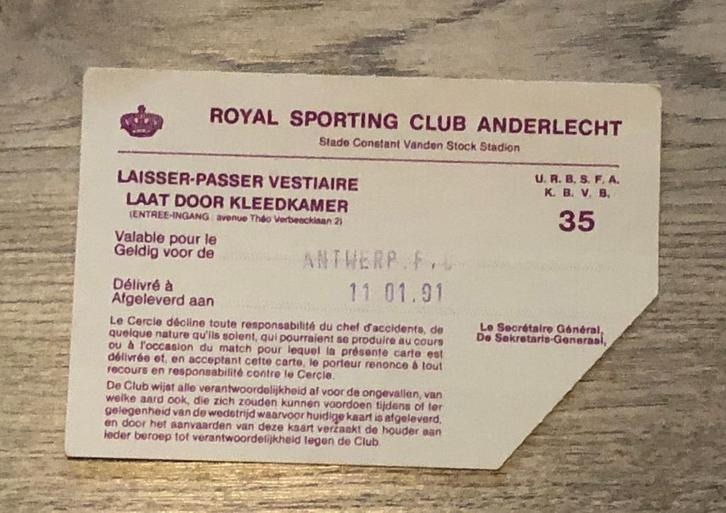 ROYAL SPORTING CLUB ANDERLECHT
Stade Constant Vanden Stock Stadion
LAISSER-PASSER VESTIAIRE
LAAT DOOR KLEEDKAMER
(ENTREE-INGANG : avenue Théo Verbeecklaan 2)
U. R. B. S. F. A.
K. B. V. B.
35
Valable pour le
Geldig voor de
ANTWERP.F.C
Délivré à
Afgeleverd aan
11 01.91
Le Cercle décline toute responsabilité du chef d'accidents, de
quelque nature qu'ils soient, qui pourraient se produire au cours
ou à l'occasion du match pour lequel la présente carte est
délivrée et, en acceptant cette carte, le porteur renonce à tout
recours en responsabilité contre le Cercle.
Le Secrétaire Général,
De Sekretaris-Generaal,
De Club wijst alle verantwoordelijkheid af voor de ongevallen, van
welke aard ook, die zich zouden kunnen voordoen tijdens of ter
gelegenheid van de wedstrijd waarvoor huidige kaart is afgeleverd,
en door het aanvaarden van deze kaart verzaakt de houder aan
ieder beroep tot verantwoordelijkheid tegen de Club.